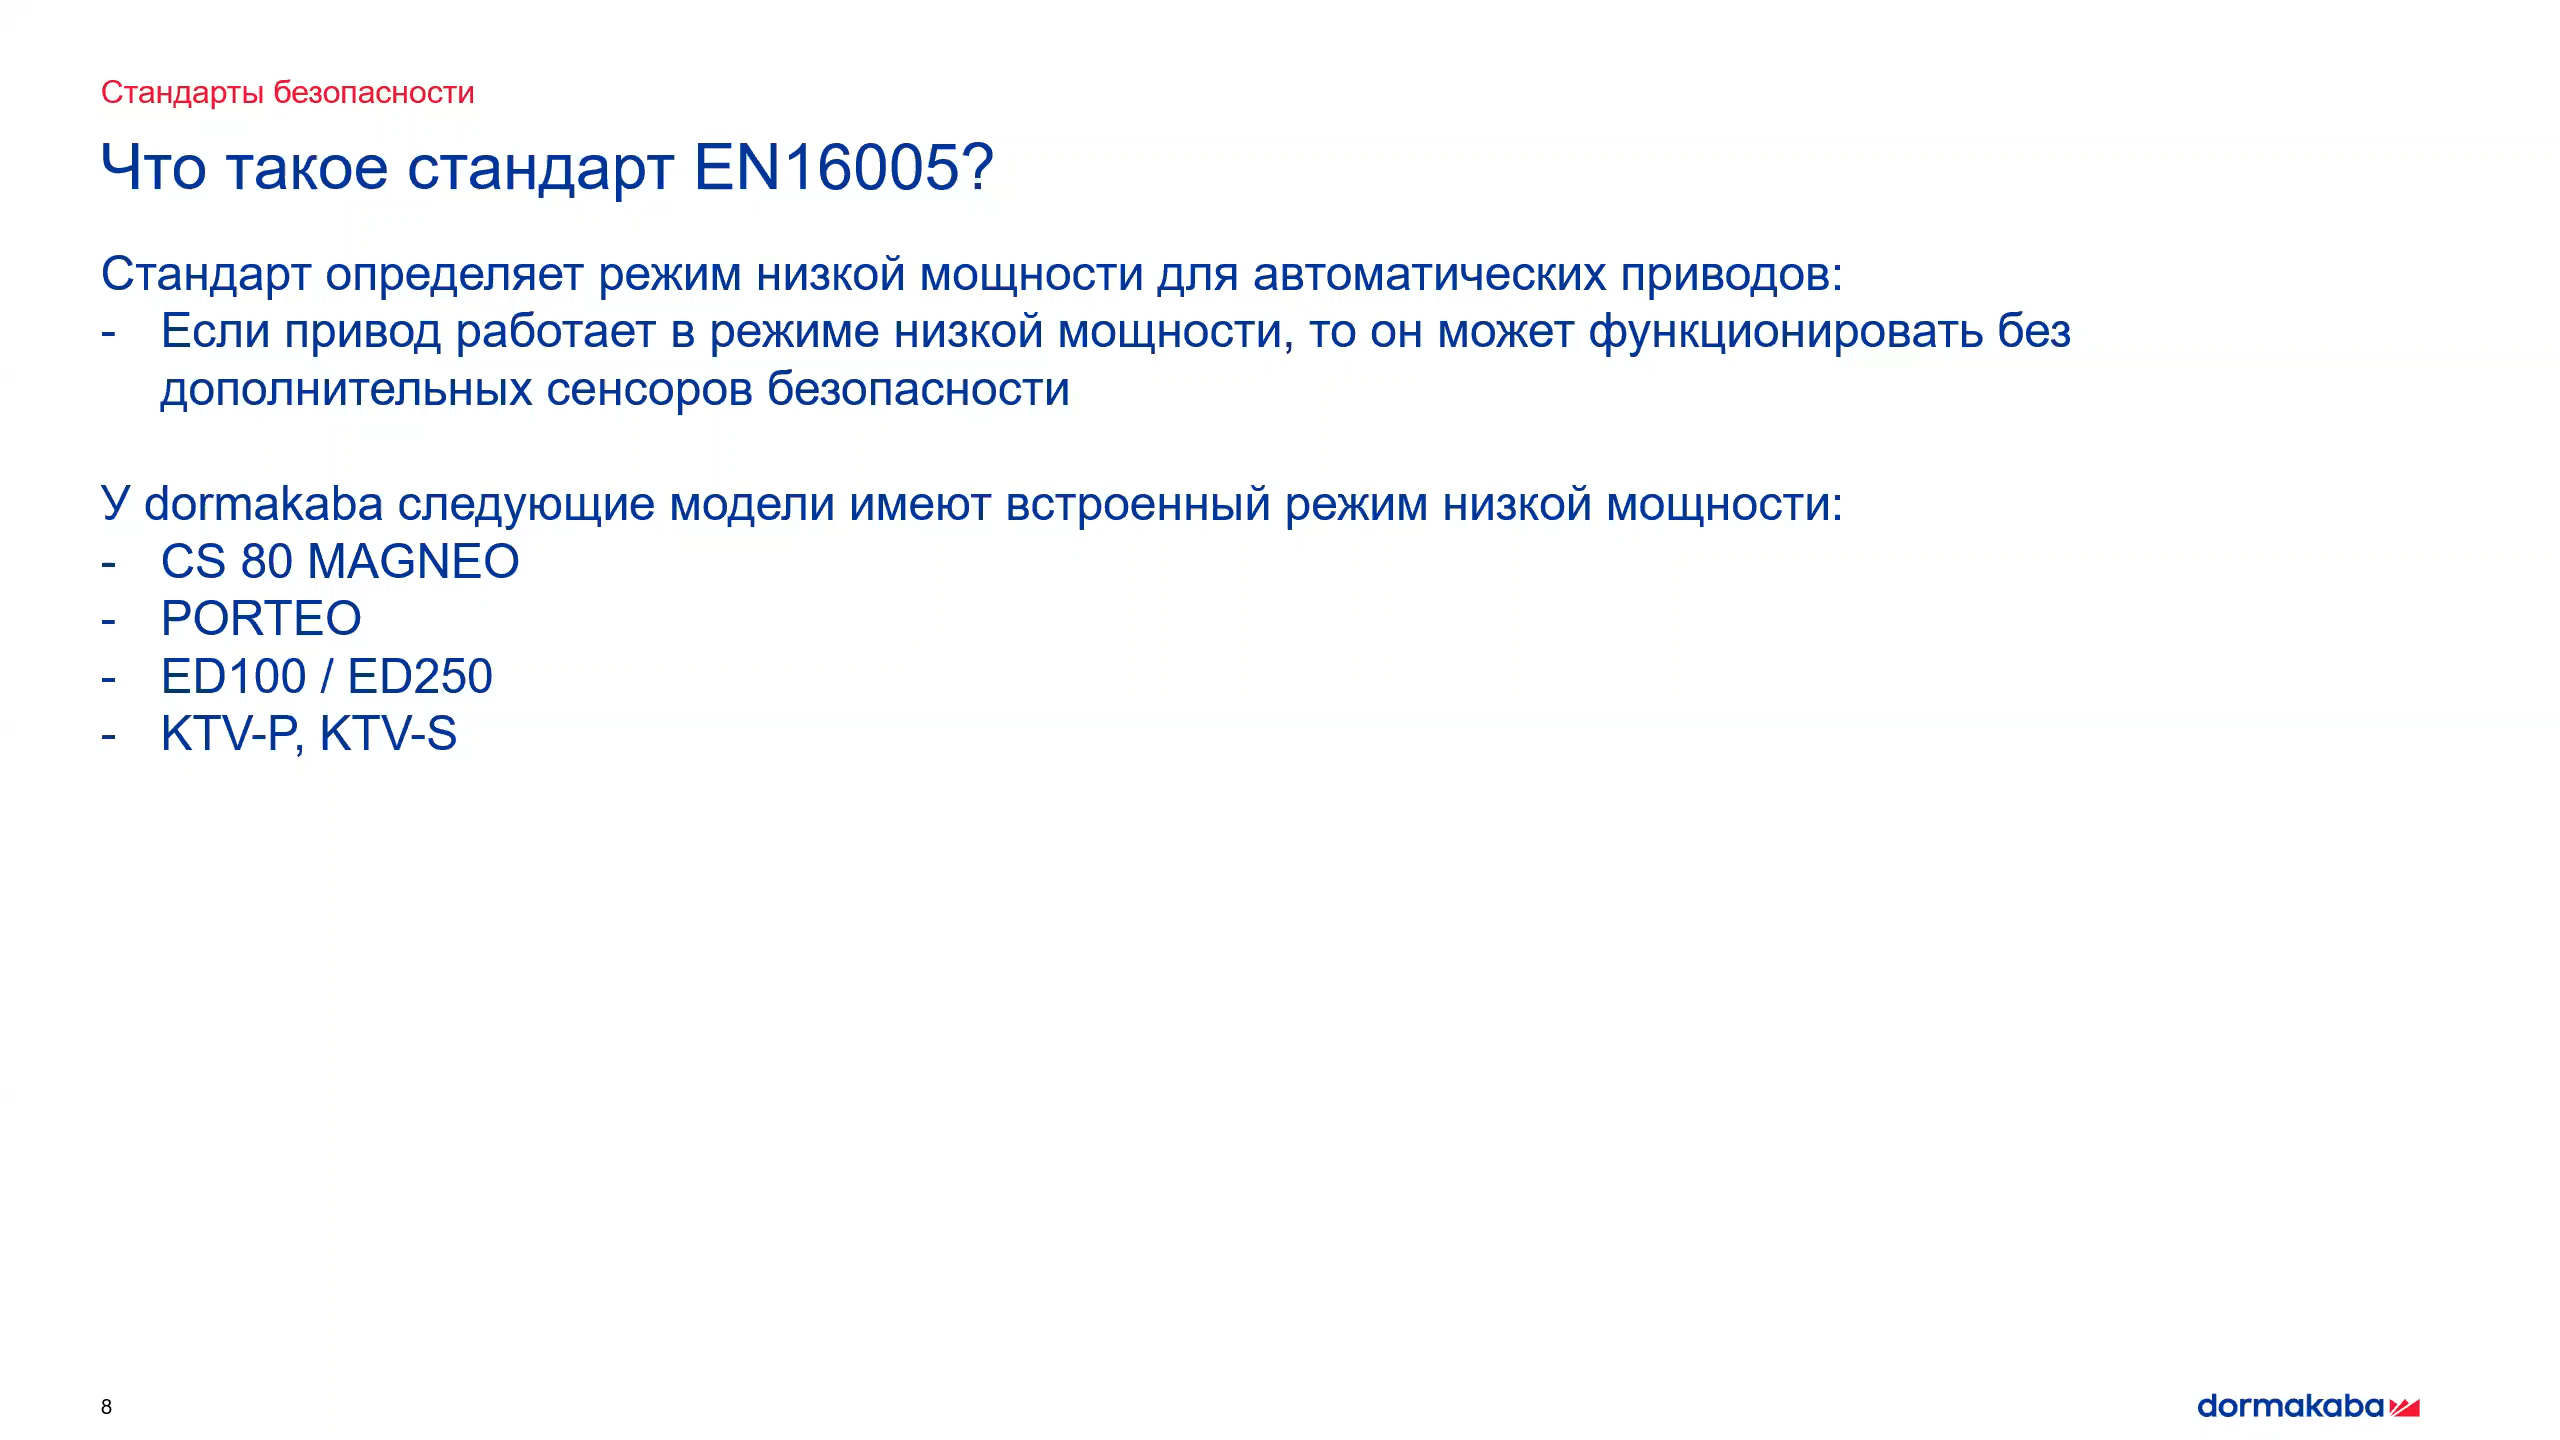 Стандарты безопасности
Что такое стандарт EN16005?
Стандарт определяет режим низкой мощности для автоматических приводов:
- Если привод работает в режиме низкой мощности, то он может функционировать без
дополнительных сенсоров безопасности
У dormakaba следующие модели имеют встроенный режим низкой мощности:
- CS 80 MAGNEO
- PORTEO
- ED100 / ED250
- KTV-P, KTV-S
8
dormakaba